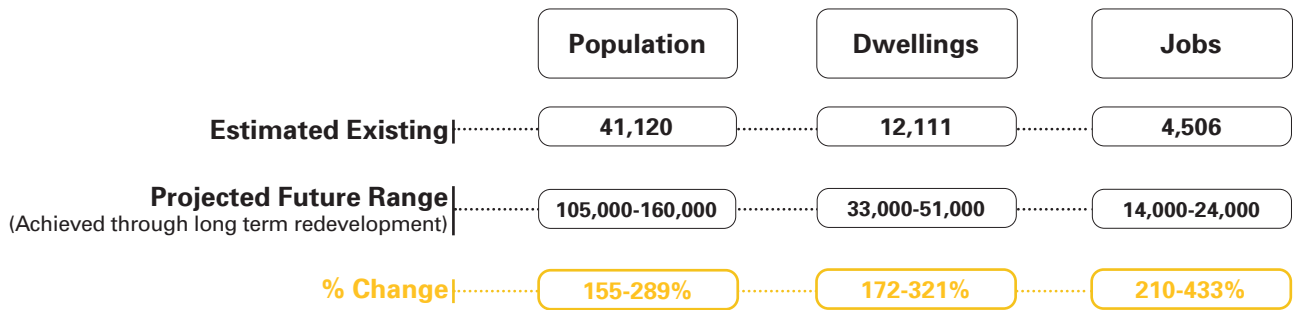 Population Dwellings Jobs
Estimated Existing 41,120 12,111 4,506
Projected Future Range
(Achieved through long term redevelopment) 105,000-160,000 33,000-51,000 14,000-24,000
% Change 155-289% 172-321% 210-433%